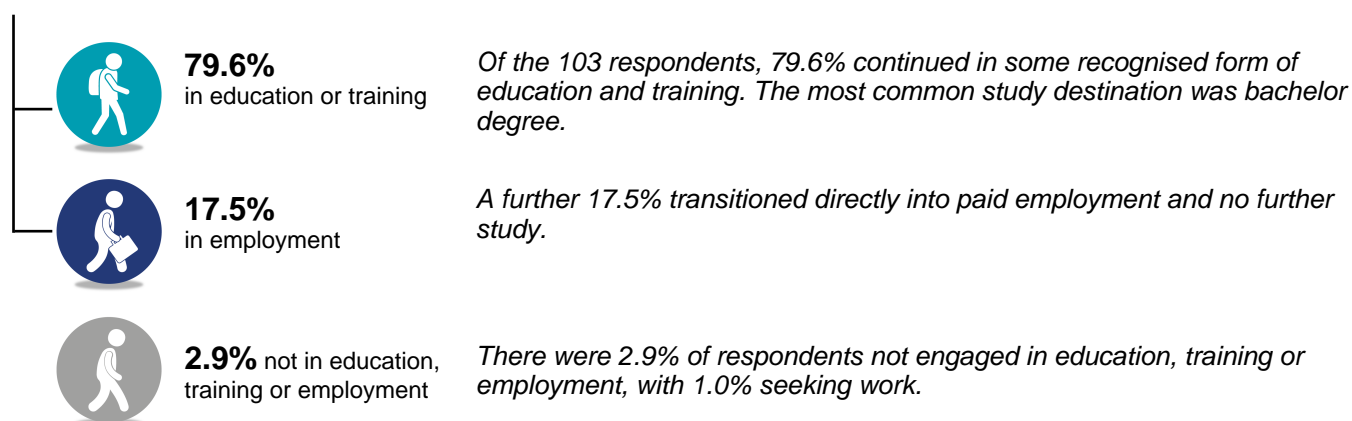 79.6%
in education or training
Of the 103 respondents, 79.6% continued in some recognised form of
education and training. The most common study destination was bachelor
degree.
17.5%
in employment
A further 17.5% transitioned directly into paid employment and no further
study.
2.9% not in education,
training or employment
There were 2.9% of respondents not engaged in education, training or
employment, with 1.0% seeking work.